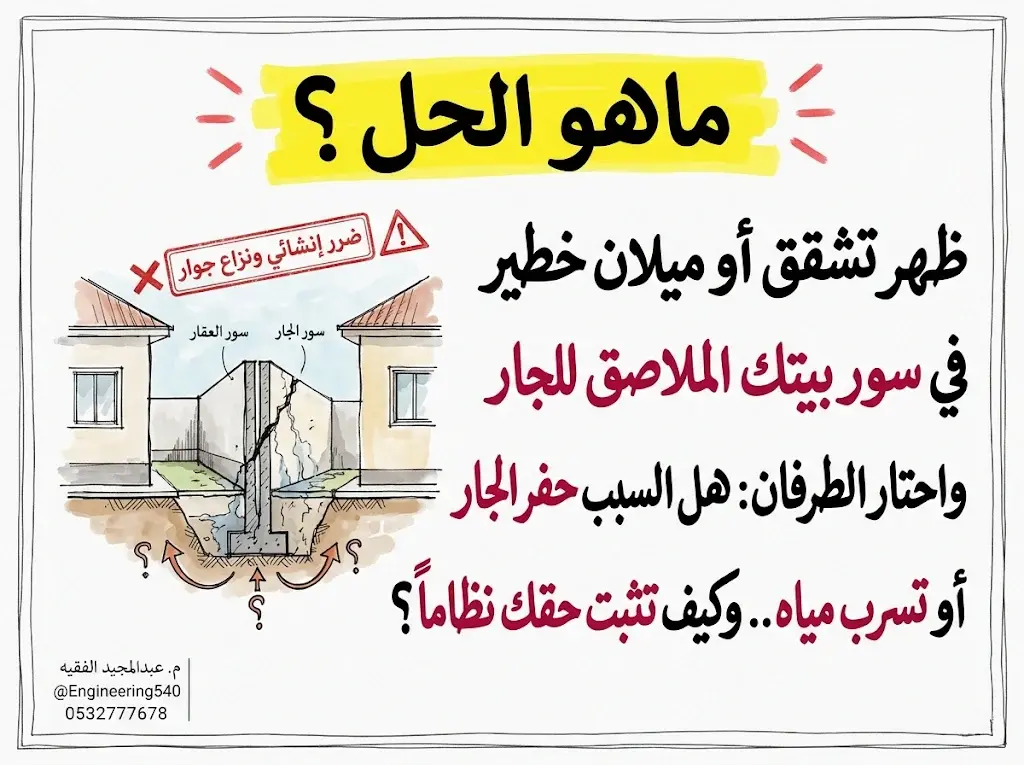 ماهو الحل ؟
ظهر تشقق أو ميلان خطير
في سور بيتك الملاصق للجار
واحتار الطرفان: هل السبب حفر الجار
أو تسرب مياه.. وكيف تثبت حقك نظاماً؟
ضرر إنشائي ونزاع جوار
سور الجار
سور العقار
؟
؟
؟
م. عبدالمجيد الفقيه
@Engineering540
0532777678